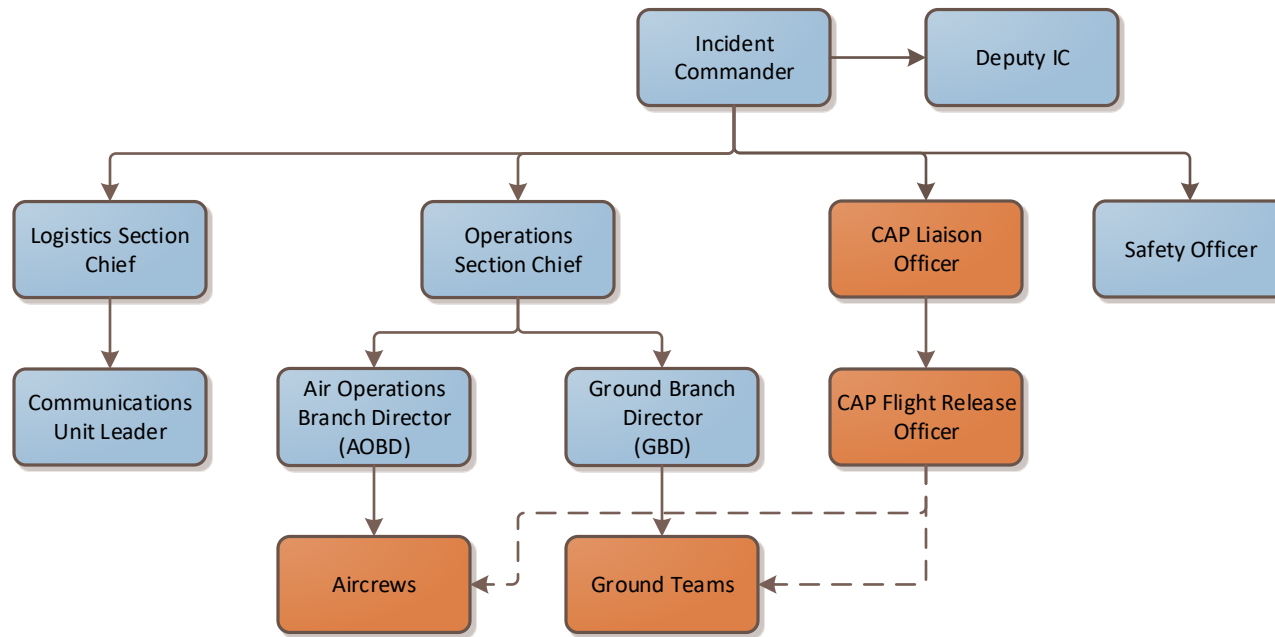 Incident
Commander
Deputy IC
Logistics Section
Chief
Operations
Section Chief
CAP Liaison
Officer
Safety Officer
Communications
Unit Leader
Air Operations
Branch Director
(AOBD)
Ground Branch
Director
(GBD)
CAP Flight Release
Officer
Aircrews
Ground Teams